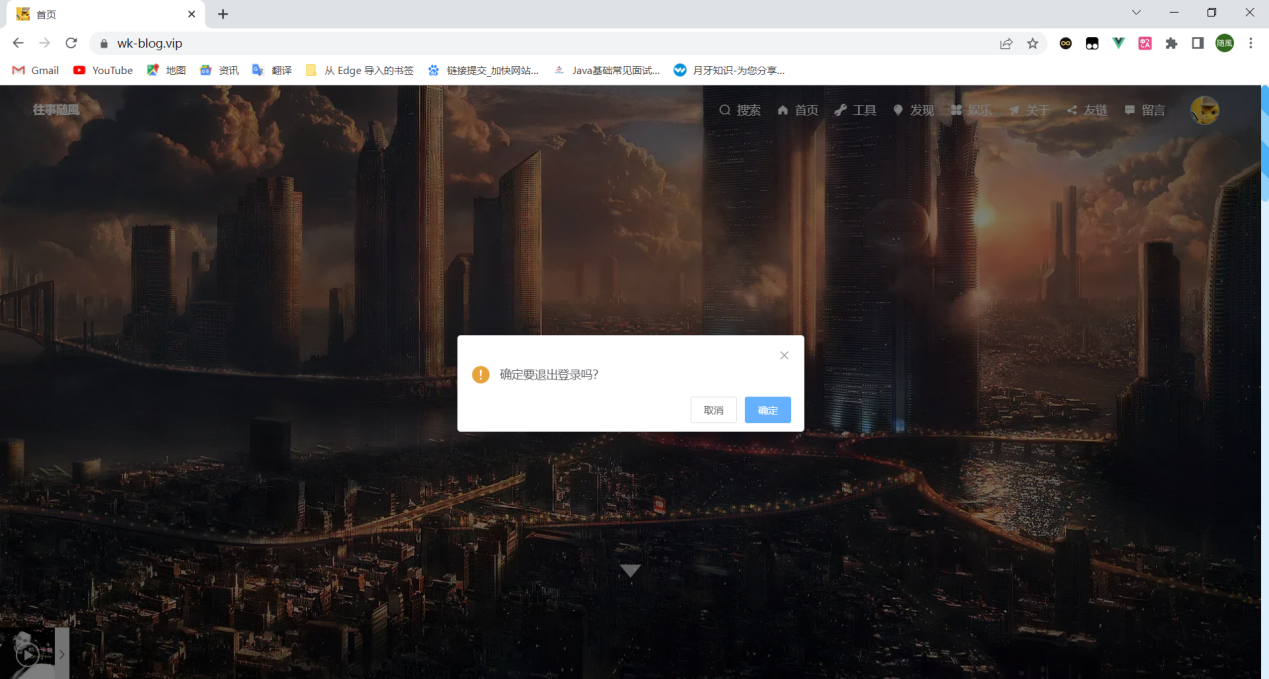 首页
wk-blog.vip
随風
Gmail YouTube 地图 资讯 翻译 从 Edge 导入的书签 链接提交_加快网站... Java基础常见面试... 月牙知识-为您分享...
往事随風 搜索 首页 工具 发现 娱乐 关于 友链 留言
确定要退出登录吗?
取消 确定